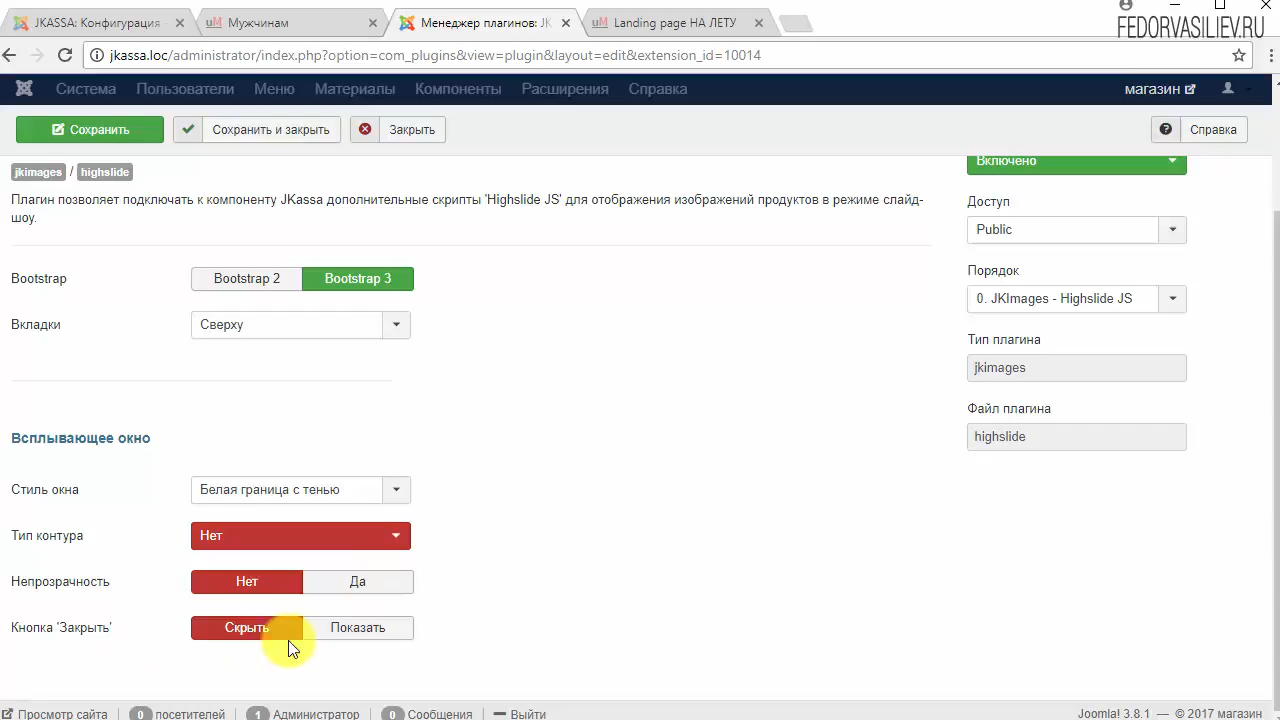 JKASSA: Конфигурация
Мужчинам
Менеджер плагинов: JK
Landing page НА ЛЕТУ
FEDORVASILIEV.RU
jkassa.loc/administrator/index.php?option=com_plugins&view=plugin&layout=edit&extension_id=10014
Система Пользователи Меню Материалы Компоненты Расширения Справка магазин
Сохранить Сохранить и закрыть Закрыть Справка
jkimages / highslide
Плагин позволяет подключать к компоненту JKassa дополнительные скрипты 'Highslide JS' для отображения изображений продуктов в режиме слайд-
шоу.
Bootstrap Bootstrap 2 Bootstrap 3
Вкладки Сверху
Всплывающее окно
Стиль окна Белая граница с тенью
Тип контура Нет
Непрозрачность Нет Да
Кнопка 'Закрыть' Скрыть Показать
Включено
Доступ
Public
Порядок
0. JKImages - Highslide JS
Тип плагина
jkimages
Файл плагина
highslide
Просмотр сайта 0 посетителей 1 Администратор 0 Сообщения Выйти Joomla! 3.8.1 — © 2017 магазин